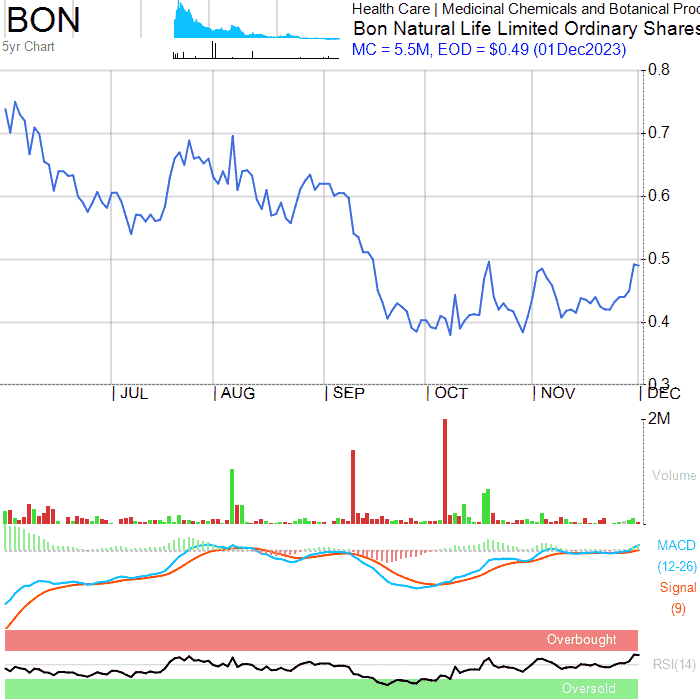 BON
5yr Chart
Health Care | Medicinal Chemicals and Botanical Proc
Bon Natural Life Limited Ordinary Shares
MC = 5.5M, EOD = $0.49 (01Dec2023)
0.8
0.7
0.6
0.5
0.4
0.3
JUL AUG SEP OCT NOV DEC
2M
Volume
MACD
(12-26)
Signal
(9)
Overbought
RSI(14)
Oversold